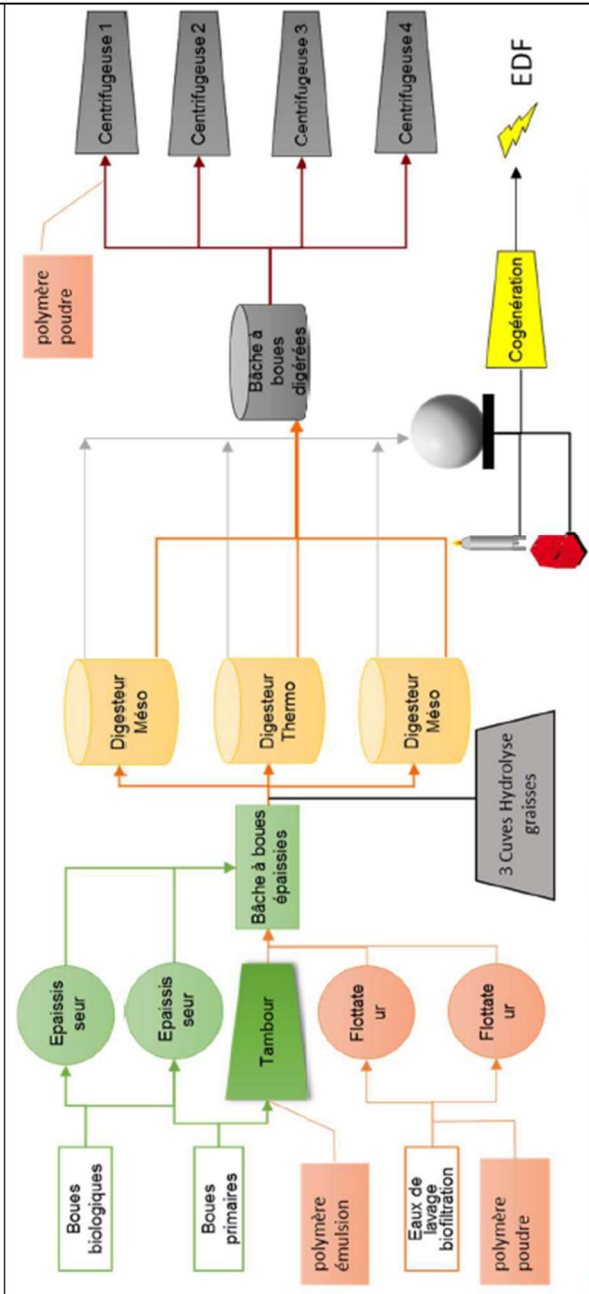 Boues
biologiques
Boues
primaires
polymère
émulsion
Eaux de
lavage
biofiltration
polymère
poudre
Epaissis
seur
Epaissis
seur
Tambour
Flottate
ur
Flottate
ur
Bâche à boues
épaissies
3 Cuves Hydrolyse
graisses
Digesteur
Méso
Digesteur
Thermo
Digesteur
Méso
Bâche à
boues
digérées
polymère
poudre
Cogénération
Centrifugeuse 1
Centrifugeuse 2
Centrifugeuse 3
Centrifugeuse 4
EDF